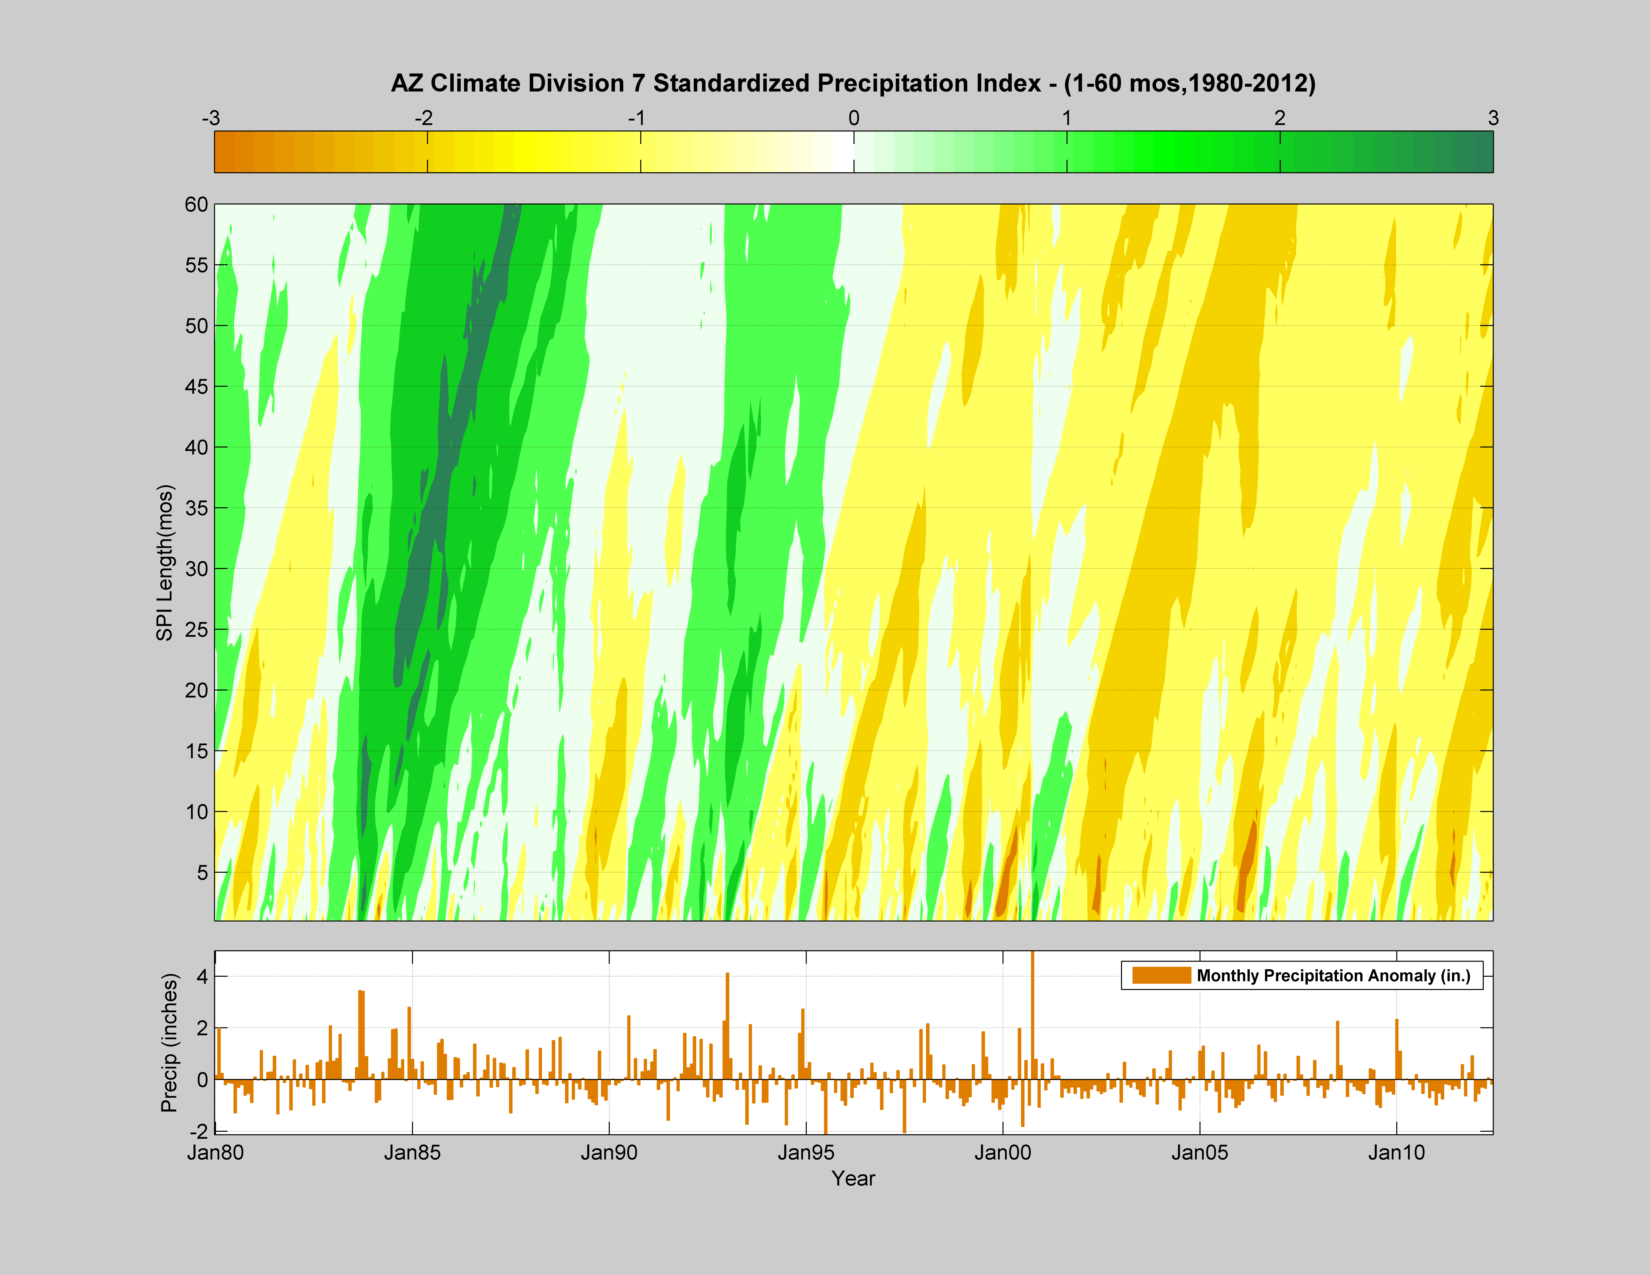 AZ Climate Division 7 Standardized Precipitation Index - (1-60 mos,1980-2012)
-3 -2 -1 0 1 2 3
60
55
50
45
40
35
30
25
20
15
10
5
SPI Length(mos)
4
2
0
-2
Precip (inches)
Monthly Precipitation Anomaly (in.)
Jan80 Jan85 Jan90 Jan95 Jan00 Jan05 Jan10
Year